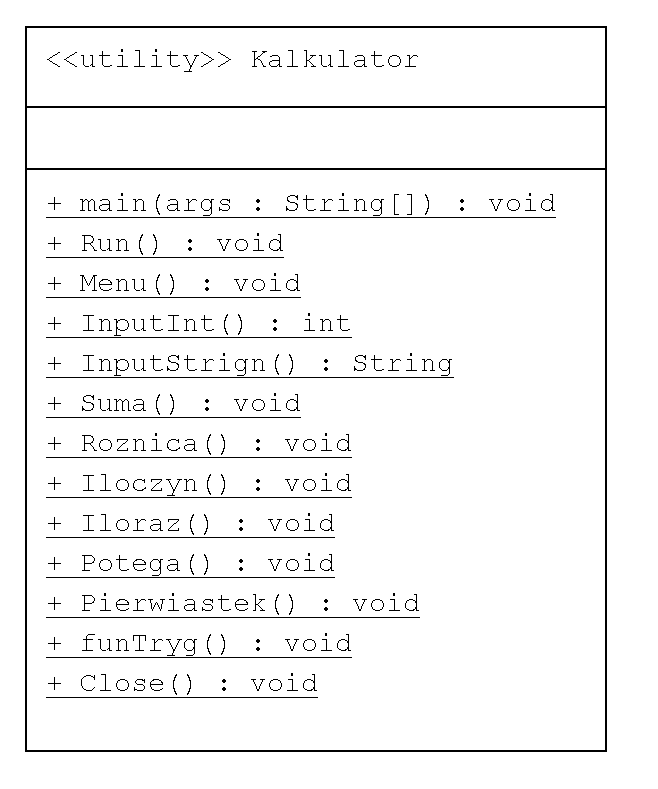 <<utility>> Kalkulator
+ main(args : String[]) : void
+ Run() : void
+ Menu() : void
+ InputInt() : int
+ InputStrign() : String
+ Suma() : void
+ Roznica() : void
+ Iloczyn() : void
+ Iloraz() : void
+ Potega() : void
+ Pierwiastek() : void
+ funTryg() : void
+ Close() : void